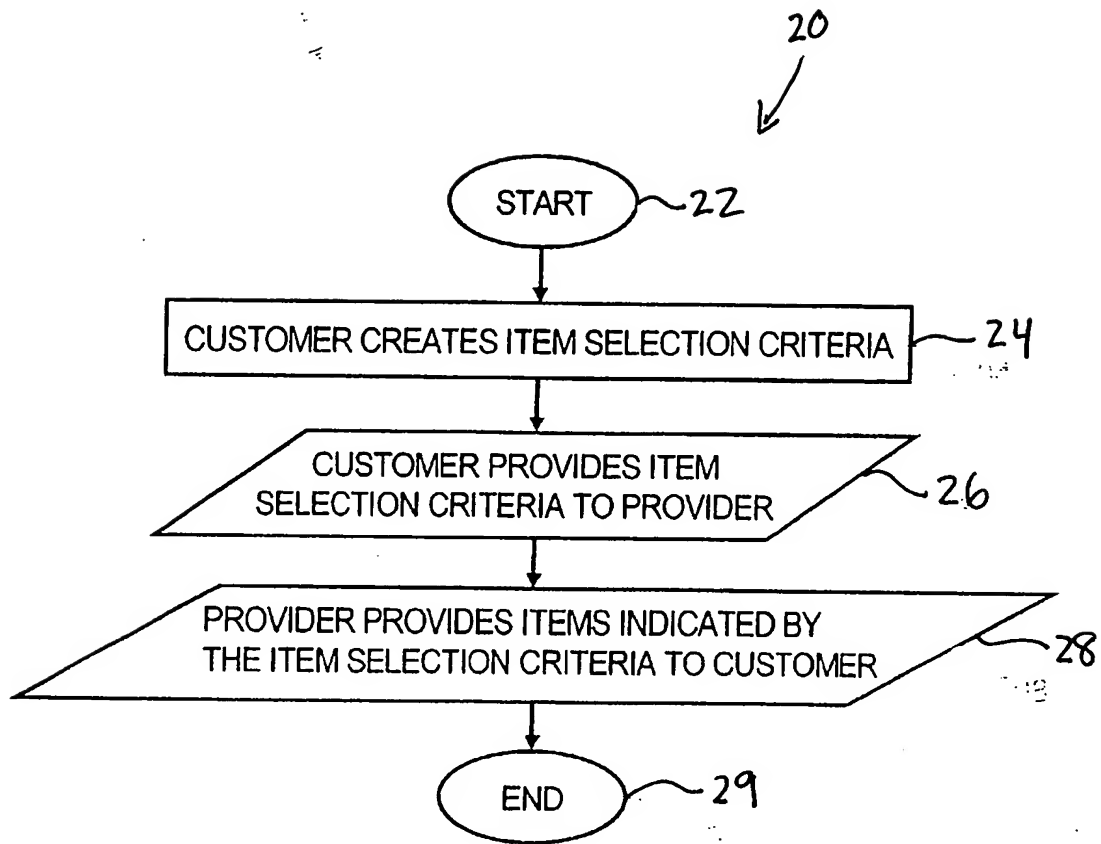 20
START
22
CUSTOMER CREATES ITEM SELECTION CRITERIA
24
CUSTOMER PROVIDES ITEM
SELECTION CRITERIA TO PROVIDER
26
PROVIDER PROVIDES ITEMS INDICATED BY
THE ITEM SELECTION CRITERIA TO CUSTOMER
28
END
29